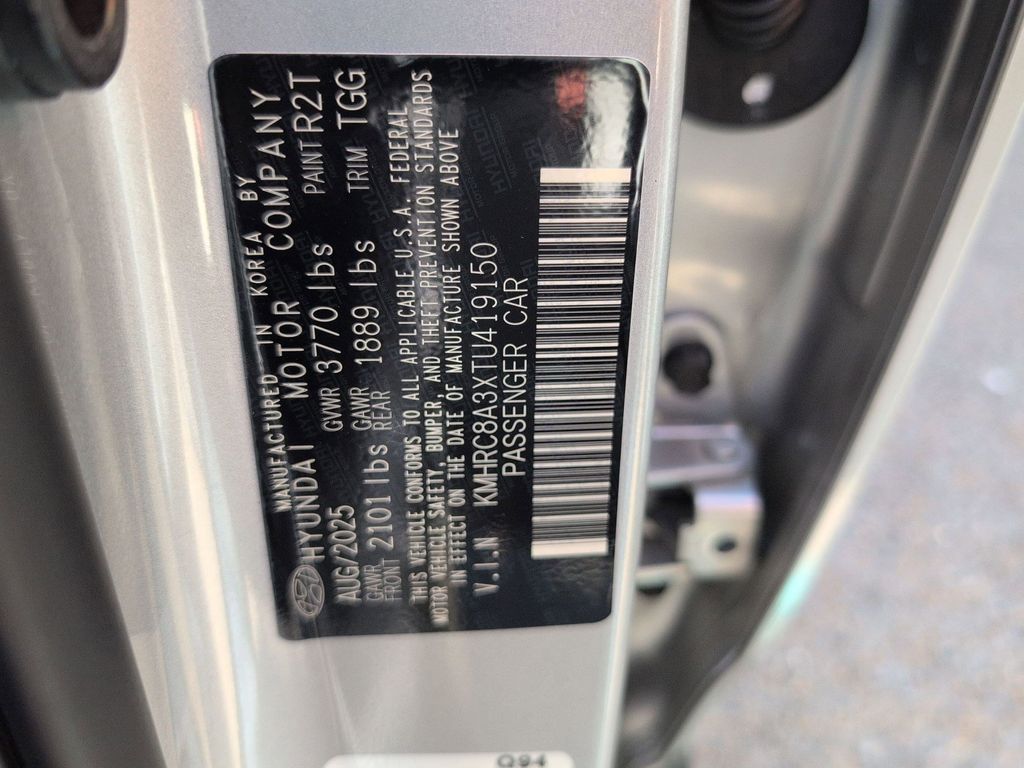 MANUFACTURED IN KOREA BY
HYUNDAI MOTOR COMPANY
AUG/2025 GVWR 3770 lbs PAINT R2T
GAWR FRONT 2101 lbs GAWR REAR 1889 lbs TRIM TGG
THIS VEHICLE CONFORMS TO ALL APPLICABLE U.S.A. FEDERAL
MOTOR VEHICLE SAFETY, BUMPER, AND THEFT PREVENTION STANDARDS
IN EFFECT ON THE DATE OF MANUFACTURE SHOWN ABOVE
V.I.N KMHRC8A3XTU419150
PASSENGER CAR
Q94